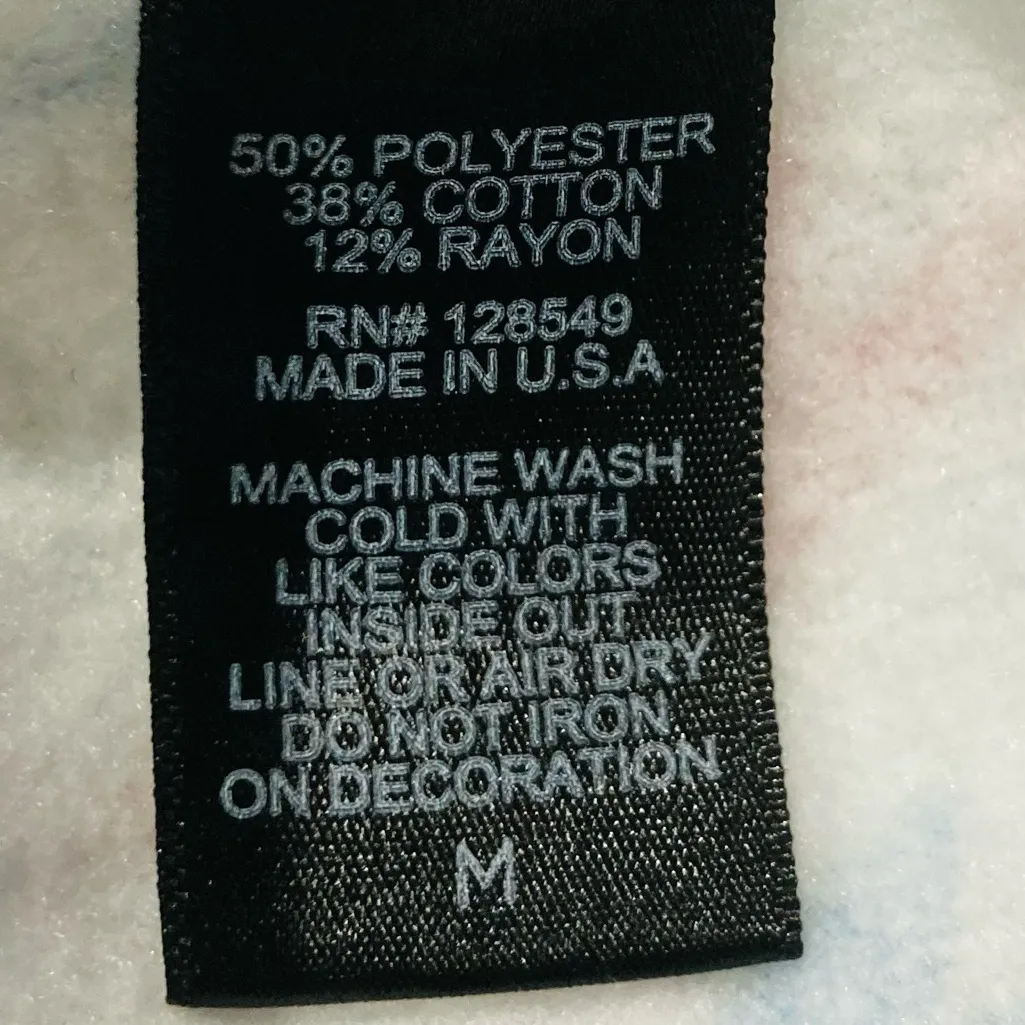 50% POLYESTER
38% COTTON
12% RAYON
RN# 128549
MADE IN U.S.A
MACHINE WASH
COLD WITH
LIKE COLORS
INSIDE OUT
LINE OR AIR DRY
DO NOT IRON
ON DECORATION
M